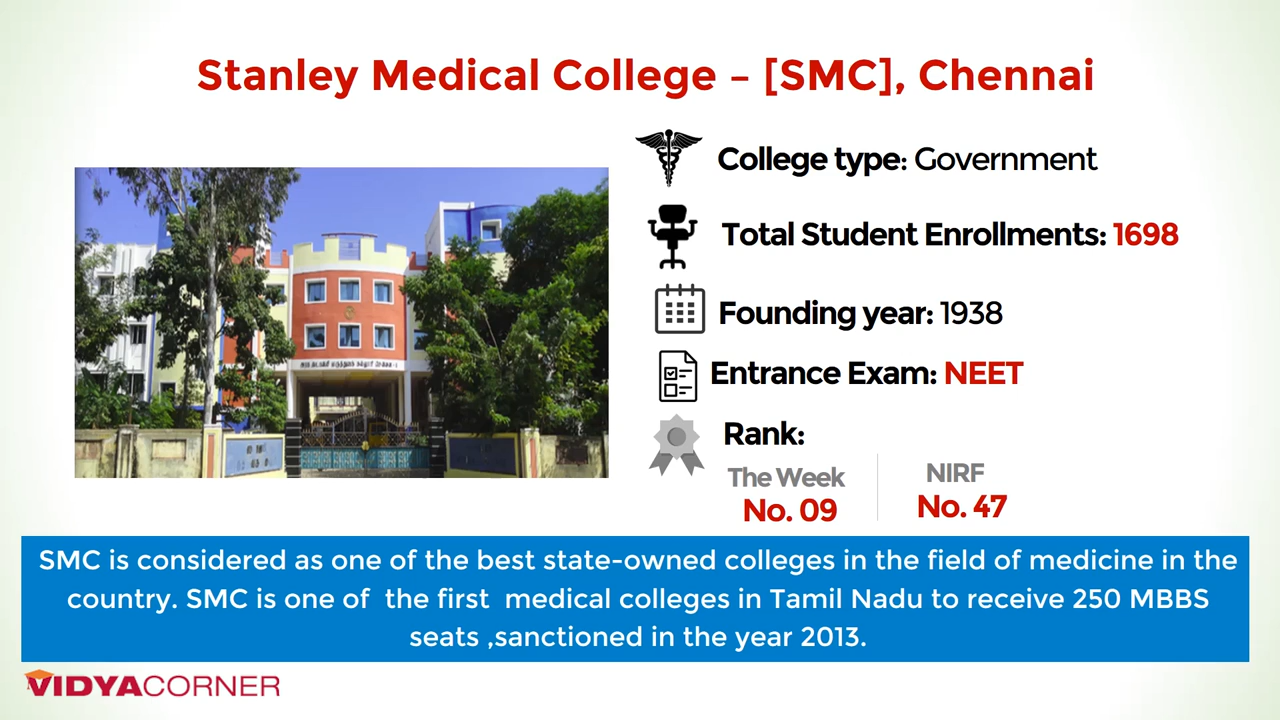 Stanley Medical College – [SMC], Chennai
College type: Government
Total Student Enrollments: 1698
Founding year: 1938
Entrance Exam: NEET
Rank:
The Week
No. 09
NIRF
No. 47
SMC is considered as one of the best state-owned colleges in the field of medicine in the
country. SMC is one of  the first  medical colleges in Tamil Nadu to receive 250 MBBS
seats ,sanctioned in the year 2013.
VIDYACORNER